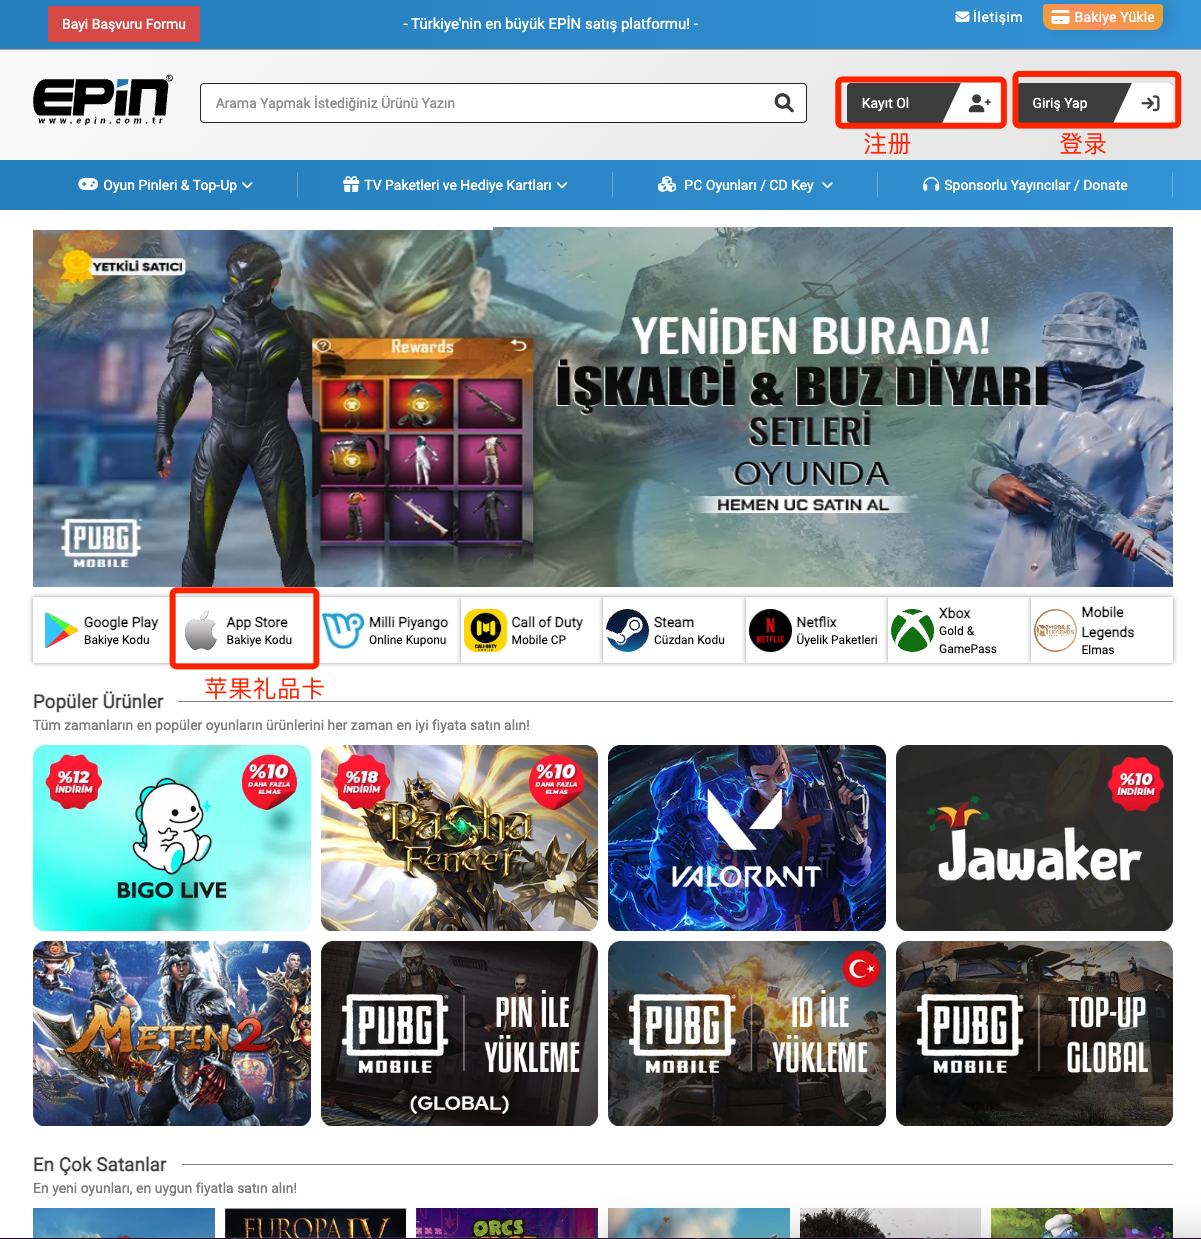 Bayi Başvuru Formu
- Türkiye'nin en büyük EPİN satış platformu! -
İletişim
Bakiye Yükle
EPİN®
www.epin.com.tr
Arama Yapmak İstediğiniz Ürünü Yazın
Kayıt Ol
Giriş Yap
注册
登录
Oyun Pinleri & Top-Up
TV Paketleri ve Hediye Kartları
PC Oyunları / CD Key
Sponsorlu Yayıncılar / Donate
YETKİLİ SATICI
Rewards
YENİDEN BURADA!
İŞKALCİ & BUZ DİYARI
SETLERİ
OYUNDA
HEMEN UC SATIN AL
PUBG
MOBILE
Google Play
Bakiye Kodu
App Store
Bakiye Kodu
Milli Piyango
Online Kuponu
CALL OF DUTY
Call of Duty
Mobile CP
Steam
Cüzdan Kodu
NETFLIX
Netflix
Üyelik Paketleri
Xbox
Gold &
GamePass
MOBILE
LEGENDS
Mobile
Legends
Elmas
苹果礼品卡
Popüler Ürünler
Tüm zamanların en popüler oyunların ürünlerini her zaman en iyi fiyata satın alın!
%12
İNDİRİM
%10
DAHA FAZLA
ELMAS
BIGO LIVE
%18
İNDİRİM
%10
DAHA FAZLA
ELMAS
Pasha
Fencer
VALORANT
%10
İNDİRİM
Jawaker
METIN2
PUBG
MOBILE
PIN İLE
YÜKLEME
(GLOBAL)
PUBG
MOBILE
ID İLE
YÜKLEME
PUBG
MOBILE
TOP-UP
GLOBAL
En Çok Satanlar
En yeni oyunları, en uygun fiyatla satın alın!
EUROPA IV
ORCS